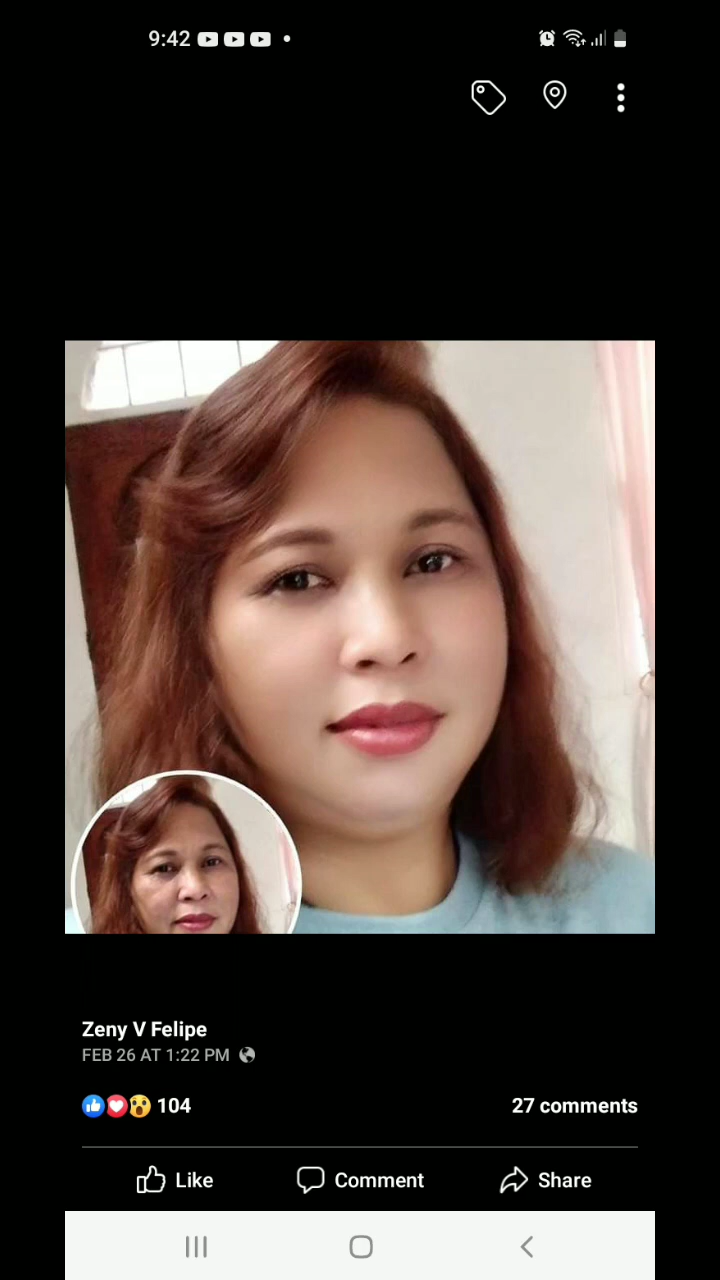 9:42
Zeny V Felipe
FEB 26 AT 1:22 PM
104
27 comments
Like
Comment
Share